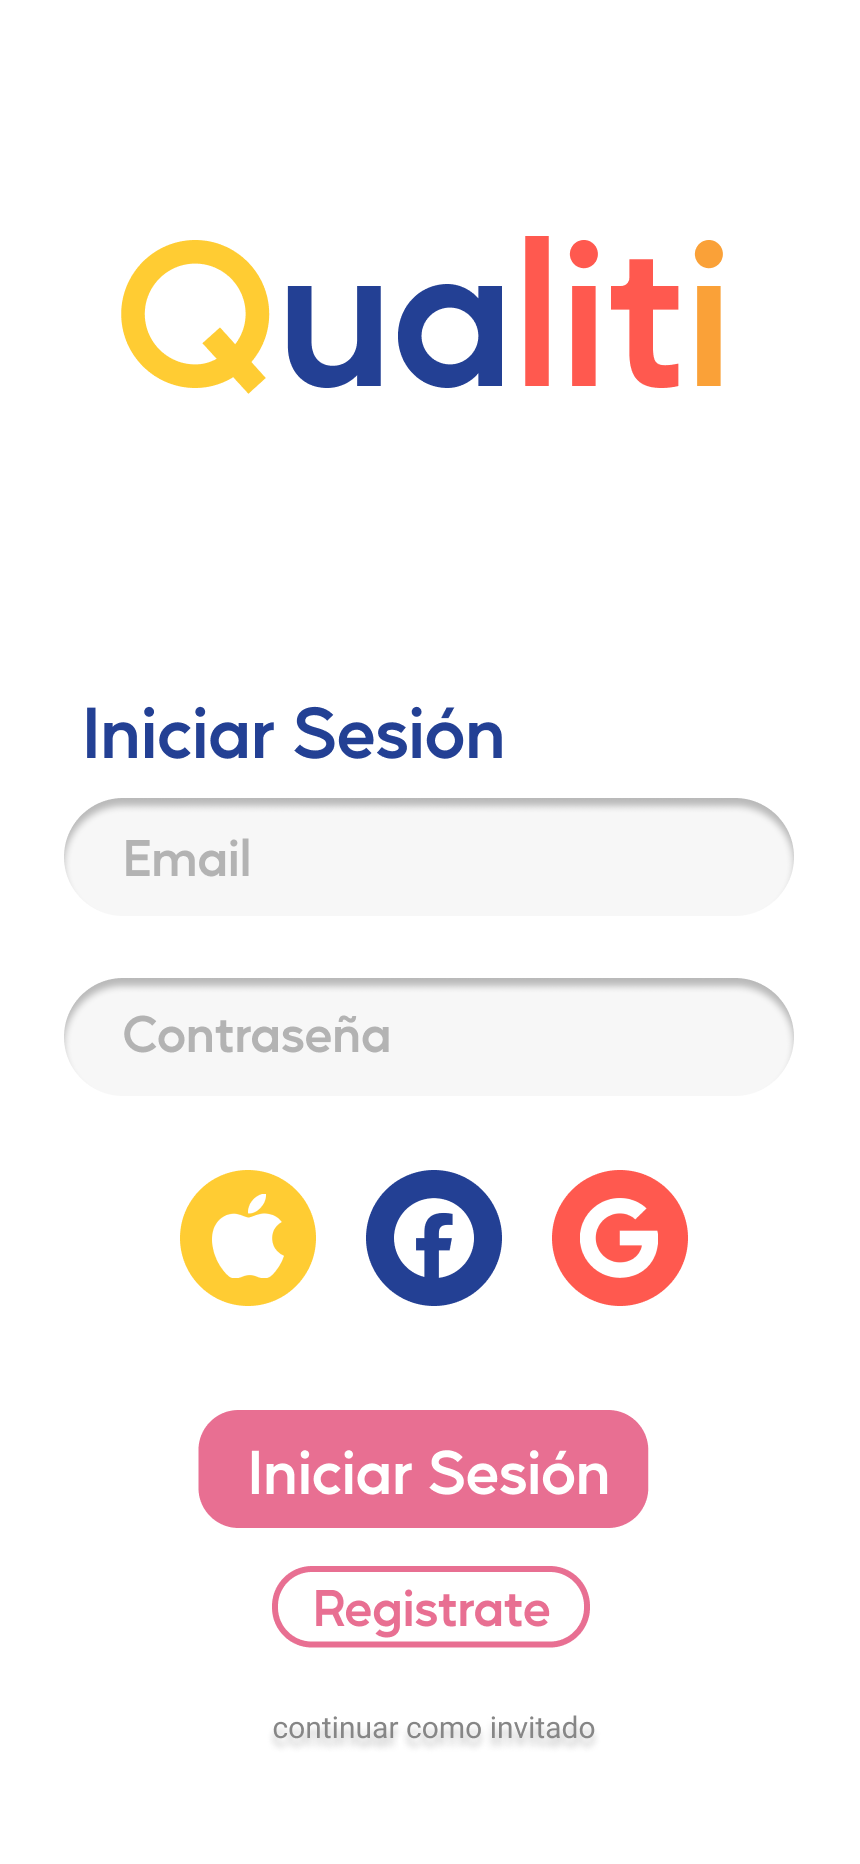 Qualiti
Iniciar Sesión
Email
Contraseña
Iniciar Sesión
Registrate
continuar como invitado